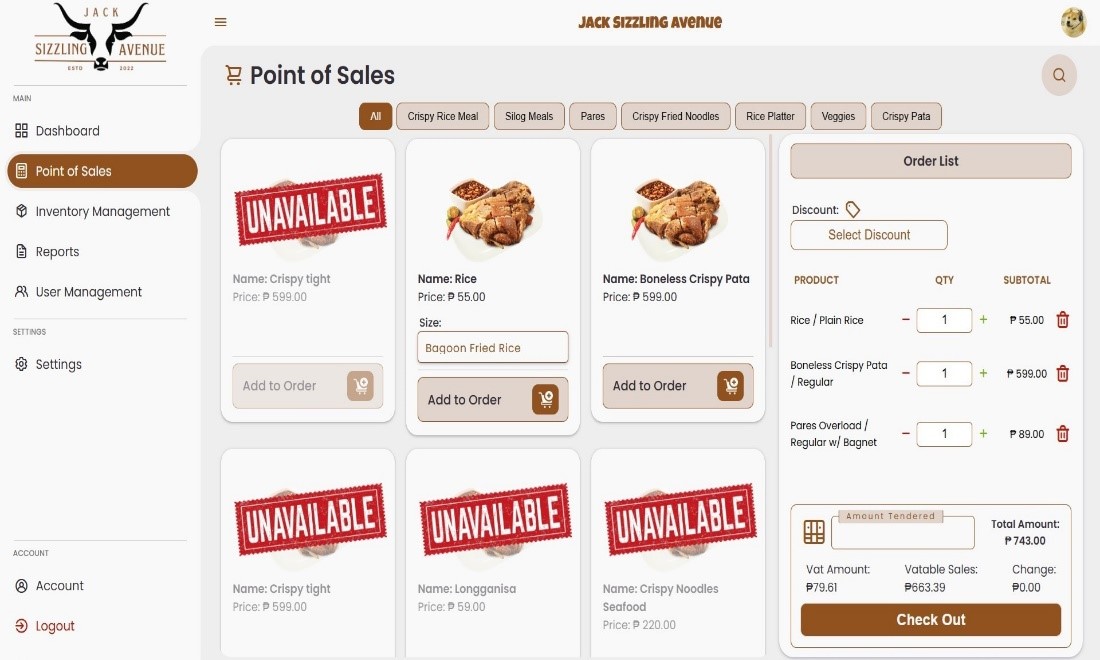 JACK
SIZZLING AVENUE
ESTD 2022
JACK SIZZLING AVENUE
MAIN
Dashboard
Point of Sales
Inventory Management
Reports
User Management
SETTINGS
Settings
ACCOUNT
Account
Logout
Point of Sales
All
Crispy Rice Meal
Silog Meals
Pares
Crispy Fried Noodles
Rice Platter
Veggies
Crispy Pata
UNAVAILABLE
Name: Crispy tight
Price: ₱ 599.00
Add to Order
Name: Rice
Price: ₱ 55.00
Size:
Bagoon Fried Rice
Add to Order
Name: Boneless Crispy Pata
Price: ₱ 599.00
Add to Order
UNAVAILABLE
Name: Crispy tight
Price: ₱ 599.00
UNAVAILABLE
Name: Longganisa
Price: ₱ 59.00
UNAVAILABLE
Name: Crispy Noodles
Seafood
Price: ₱ 220.00
Order List
Discount:
Select Discount
PRODUCT QTY SUBTOTAL
Rice / Plain Rice − 1 + ₱ 55.00
Boneless Crispy Pata
/ Regular − 1 + ₱ 599.00
Pares Overload /
Regular w/ Bagnet − 1 + ₱ 89.00
Amount Tendered
Total Amount:
₱ 743.00
Vat Amount: Vatable Sales: Change:
₱79.61 ₱663.39 ₱0.00
Check Out